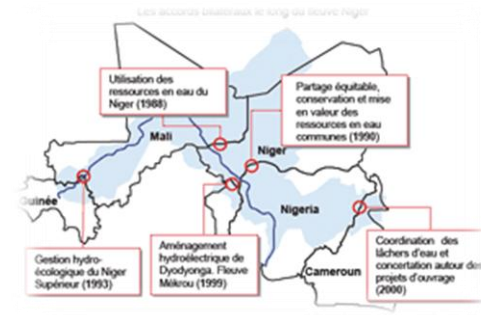 Les accords bilatéraux le long du fleuve Niger
Utilisation des
ressources en eau du
Niger (1988)
Partage équitable,
conservation et mise
en valeur des
ressources en eau
communes (1990)
Mali
Niger
Guinée
Nigeria
Cameroun
Gestion hydro-
écologique du Niger
Supérieur (1993)
Aménagement
hydroélectrique de
Dyodyonga. Fleuve
Mékrou (1999)
Coordination des
lâchers d'eau et
concertation autour des
projets d'ouvrage
(2000)